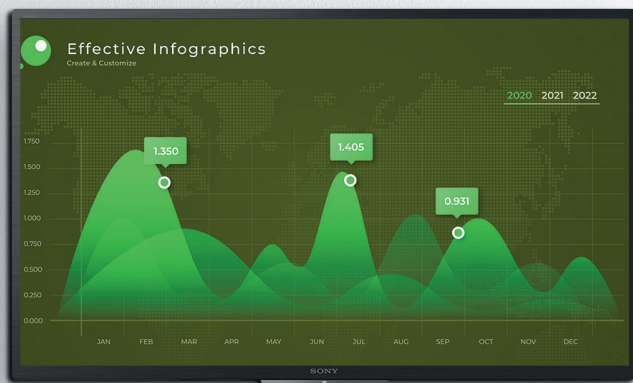 Effective Infographics
Create & Customize
2020 2021 2022
1.750
1.500
1.250
1.000
0.750
0.500
0.250
0.000
1.350
1.405
0.931
JAN FEB MAR APR MAY JUN JUL AUG SEP OCT NOV DEC
SONY